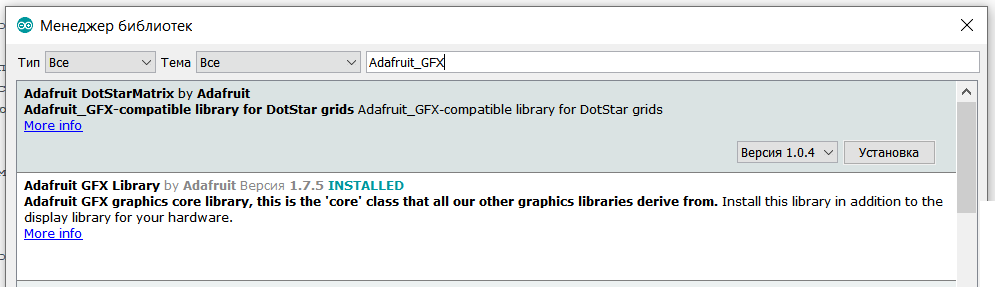 Менеджер библиотек
Тип Все Тема Все Adafruit_GFX
Adafruit DotStarMatrix by Adafruit
Adafruit_GFX-compatible library for DotStar grids Adafruit_GFX-compatible library for DotStar grids
More info
Версия 1.0.4 Установка
Adafruit GFX Library by Adafruit Версия 1.7.5 INSTALLED
Adafruit GFX graphics core library, this is the 'core' class that all our other graphics libraries derive from. Install this library in addition to the
display library for your hardware.
More info